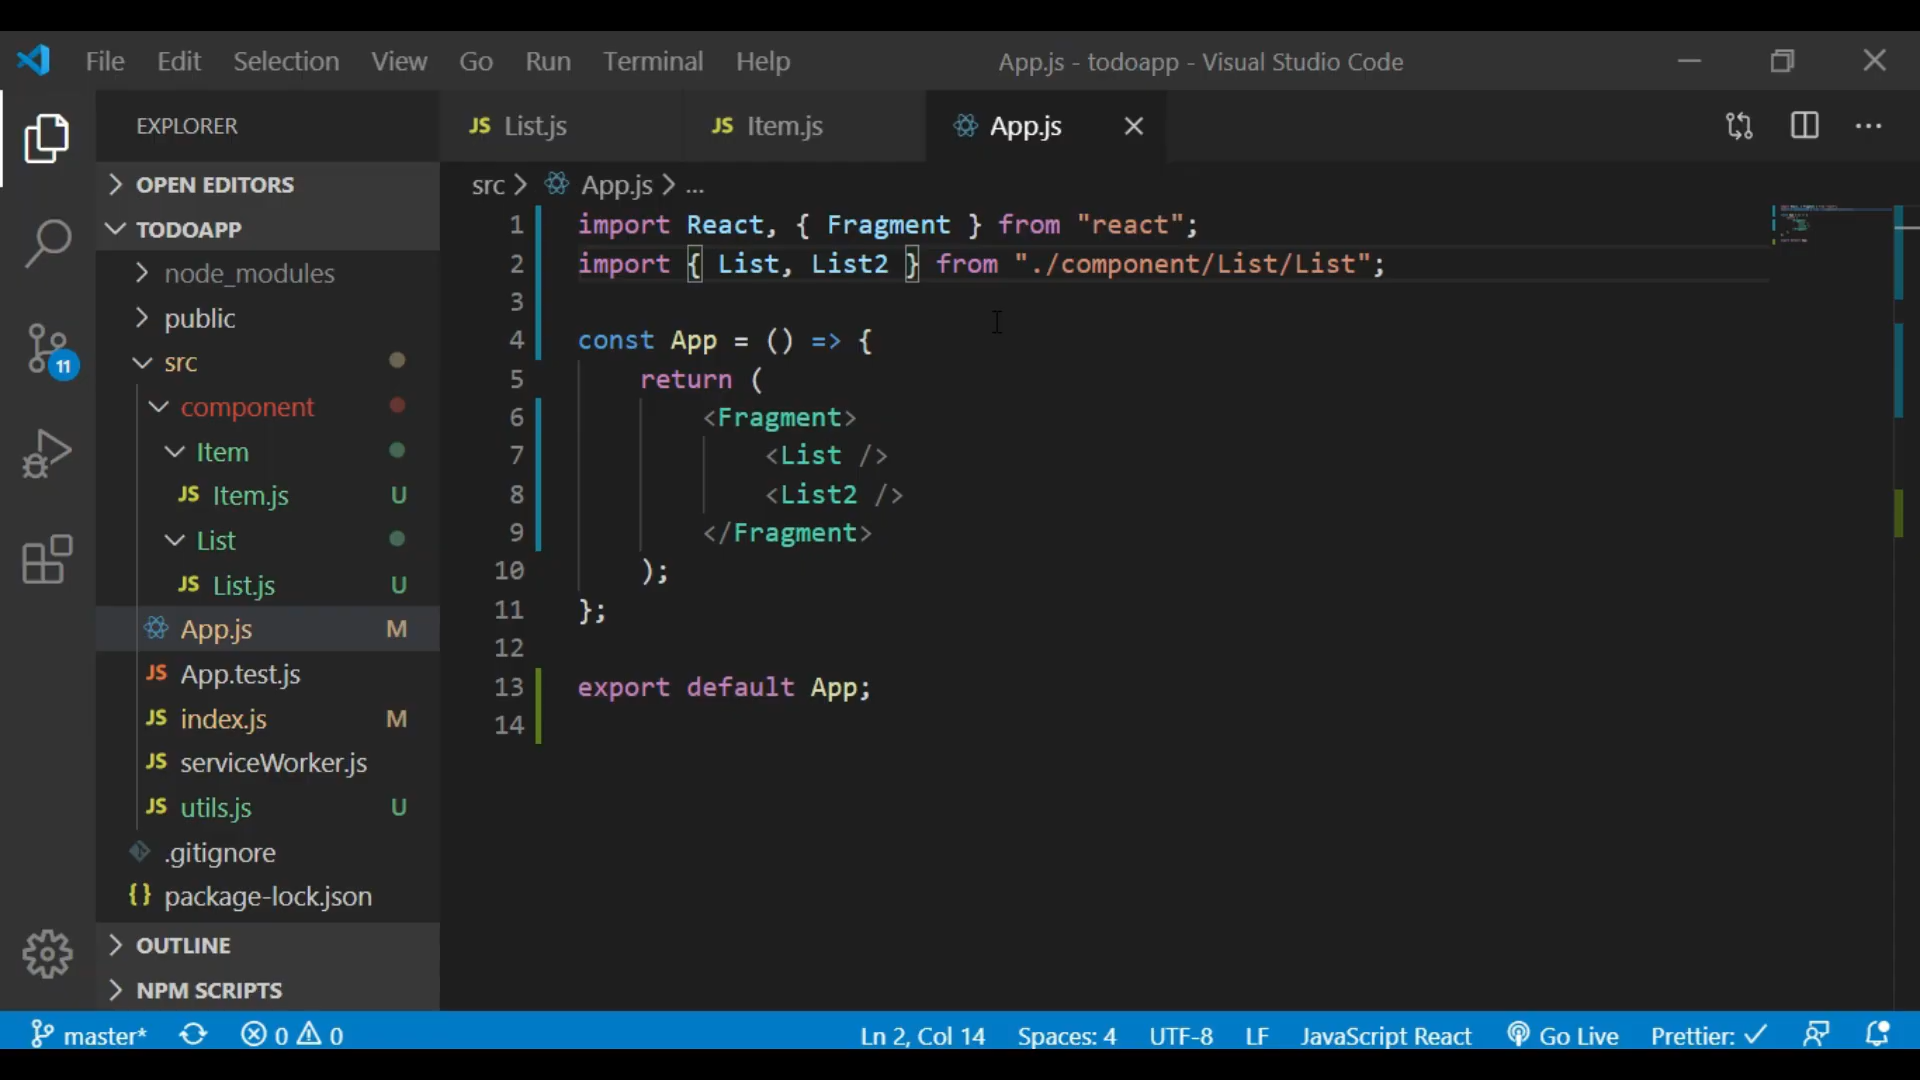 File Edit Selection View Go Run Terminal Help App.js - todoapp - Visual Studio Code
EXPLORER
OPEN EDITORS
TODOAPP
node_modules
public
src
component
Item
JS Item.js U
List
JS List.js U
App.js M
JS App.test.js
JS index.js M
JS serviceWorker.js
JS utils.js U
.gitignore
{} package-lock.json
OUTLINE
NPM SCRIPTS
11
JS List.js JS Item.js App.js
src > App.js > ...
1 import React, { Fragment } from "react";
2 import { List, List2 } from "./component/List/List";
3
4 const App = () => {
5 return (
6 <Fragment>
7 <List />
8 <List2 />
9 </Fragment>
10 );
11 };
12
13 export default App;
14
master* 0 0 Ln 2, Col 14 Spaces: 4 UTF-8 LF JavaScript React Go Live Prettier: ✓